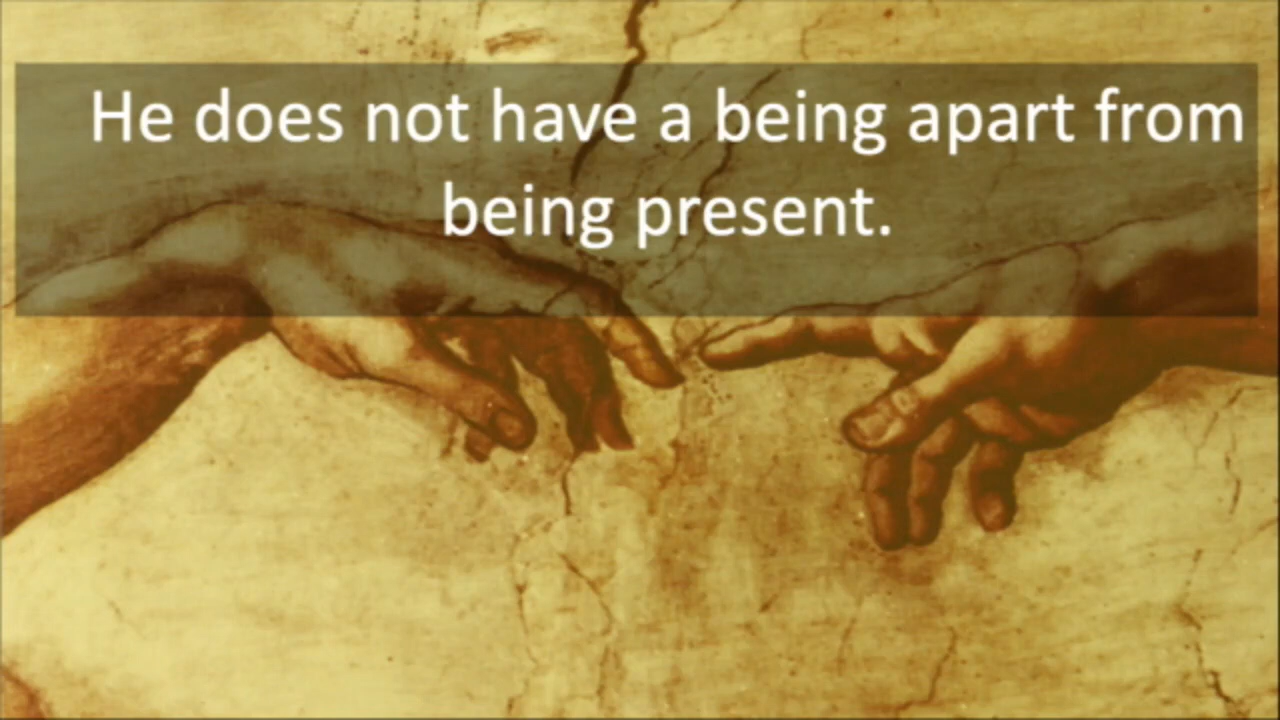 He does not have a being apart from
being present.